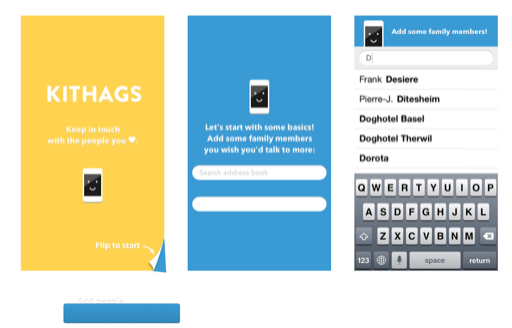 KITHAGS
Keep in touch
with the people you ♥.
Flip to start
Let's start with some basics!
Add some family members
you wish you'd talk to more:
Search address book
Add some family members!
D
Frank Desiere
Pierre-J. Ditesheim
Doghotel Basel
Doghotel Therwil
Dorota
Q W E R T Y U I O P
A S D F G H J K L
Z X C V B N M
123 space return
Add people